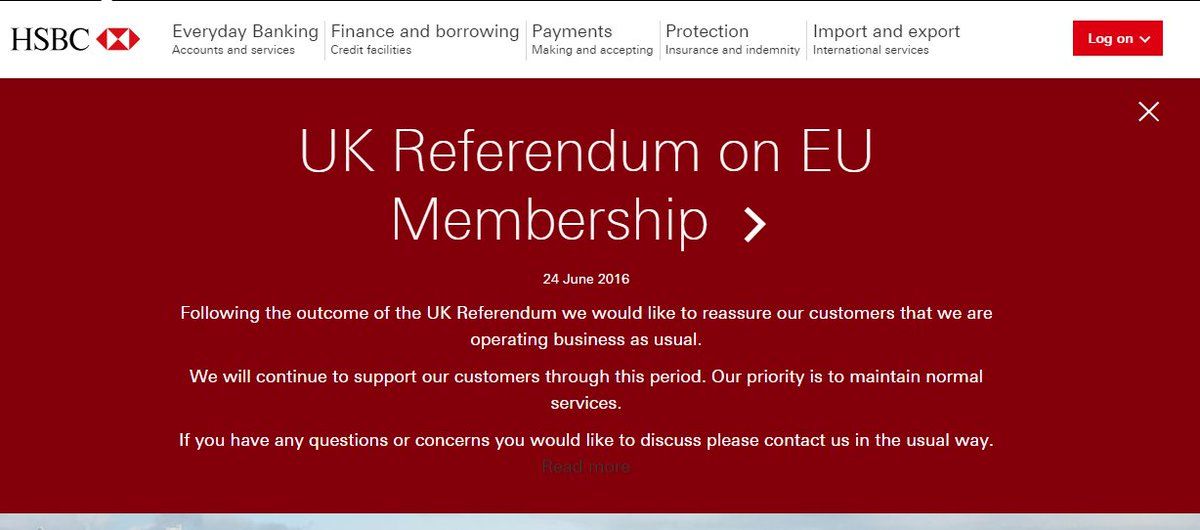 HSBC
Everyday Banking
Accounts and services
Finance and borrowing
Credit facilities
Payments
Making and accepting
Protection
Insurance and indemnity
Import and export
International services
Log on
UK Referendum on EU
Membership
24 June 2016
Following the outcome of the UK Referendum we would like to reassure our customers that we are
operating business as usual.
We will continue to support our customers through this period. Our priority is to maintain normal
services.
If you have any questions or concerns you would like to discuss please contact us in the usual way.
Read more